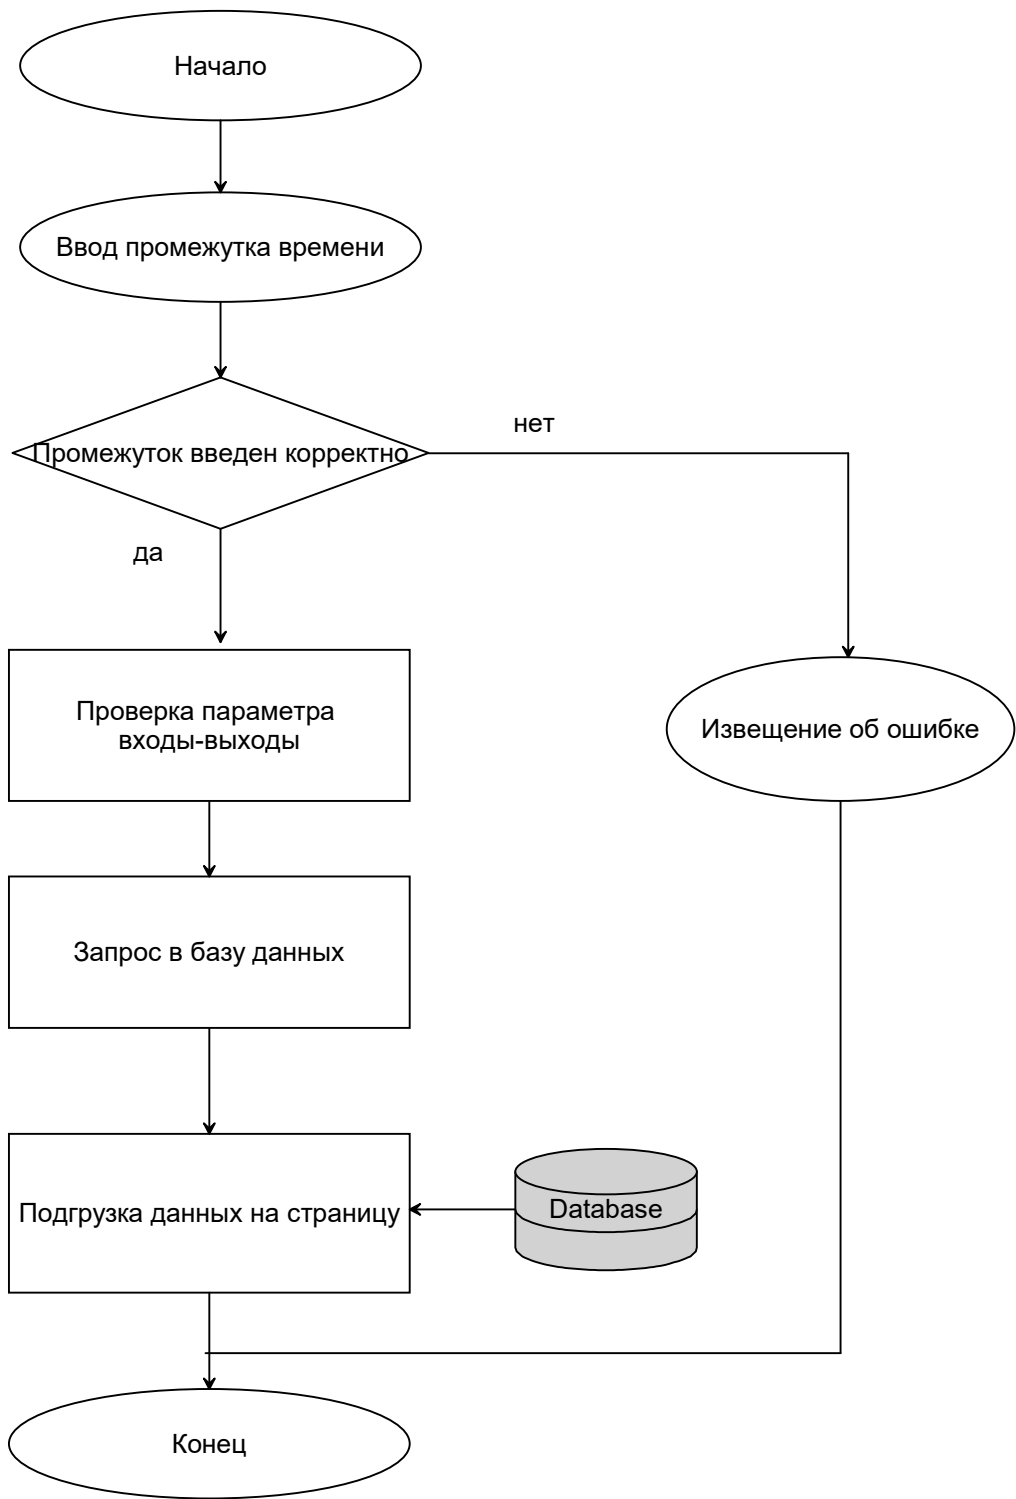 Начало
Ввод промежутка времени
нет
Промежуток введен корректно
да
Проверка параметра
входы-выходы
Извещение об ошибке
Запрос в базу данных
Подгрузка данных на страницу
Database
Конец